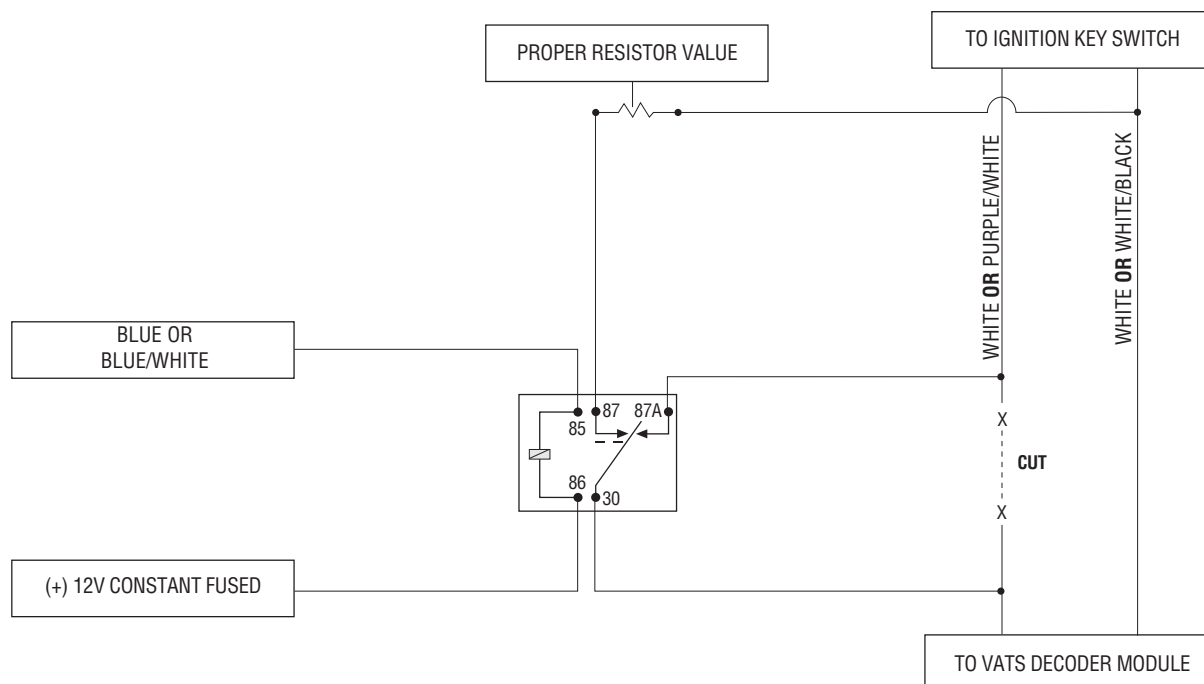 PROPER RESISTOR VALUE
TO IGNITION KEY SWITCH
WHITE OR PURPLE/WHITE
WHITE OR WHITE/BLACK
BLUE OR
BLUE/WHITE
87
87A
85
86
30
X
CUT
X
(+) 12V CONSTANT FUSED
TO VATS DECODER MODULE